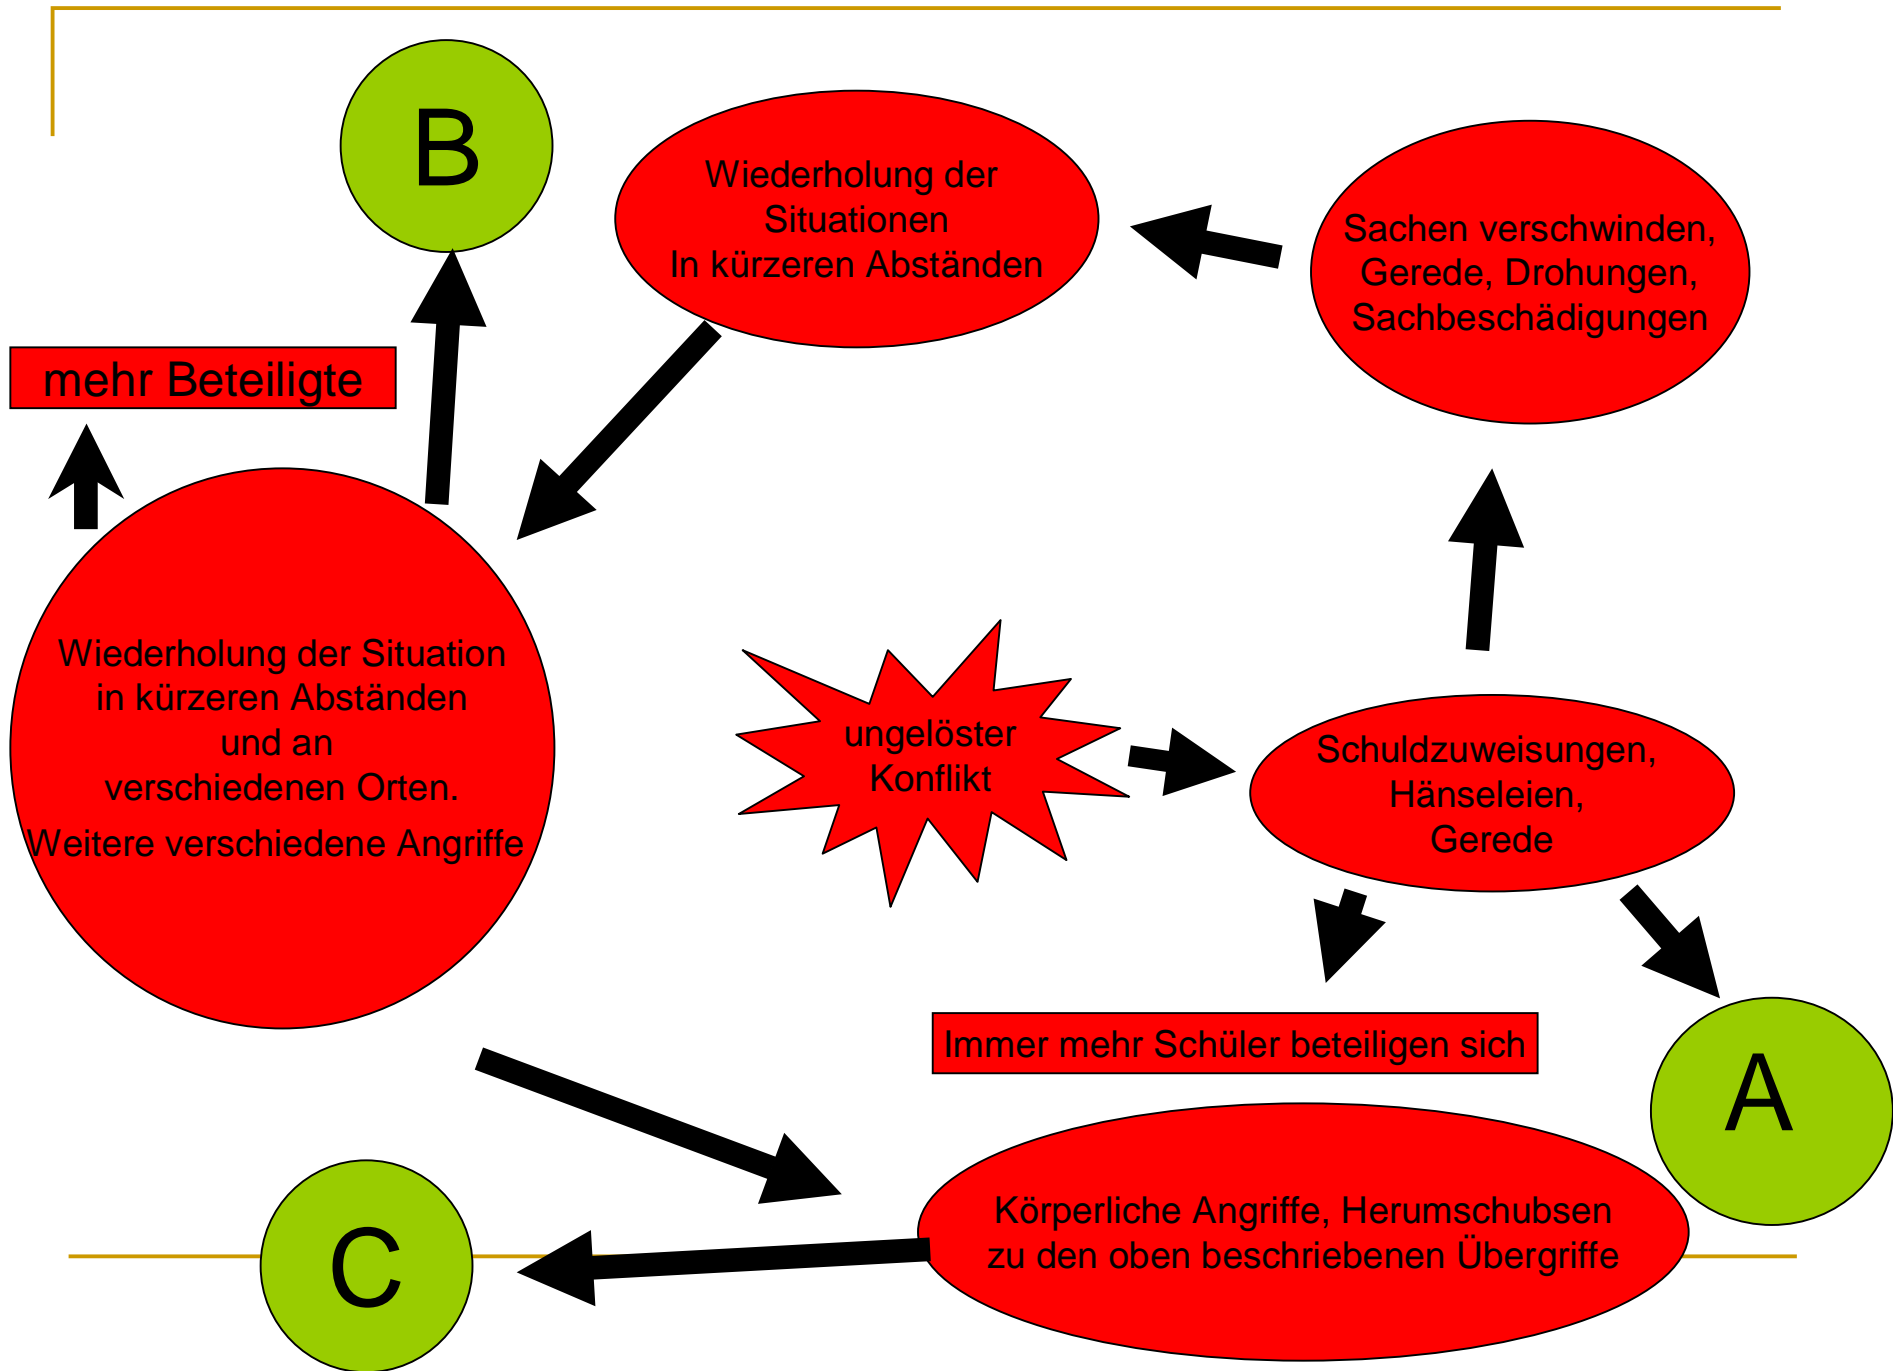 B
Wiederholung der
Situationen
In kürzeren Abständen
Sachen verschwinden,
Gerede, Drohungen,
Sachbeschädigungen
mehr Beteiligte
Wiederholung der Situation
in kürzeren Abständen
und an
verschiedenen Orten.
Weitere verschiedene Angriffe
ungelöster
Konflikt
Schuldzuweisungen,
Hänseleien,
Gerede
Immer mehr Schüler beteiligen sich
A
Körperliche Angriffe, Herumschubsen
zu den oben beschriebenen Übergriffe
C